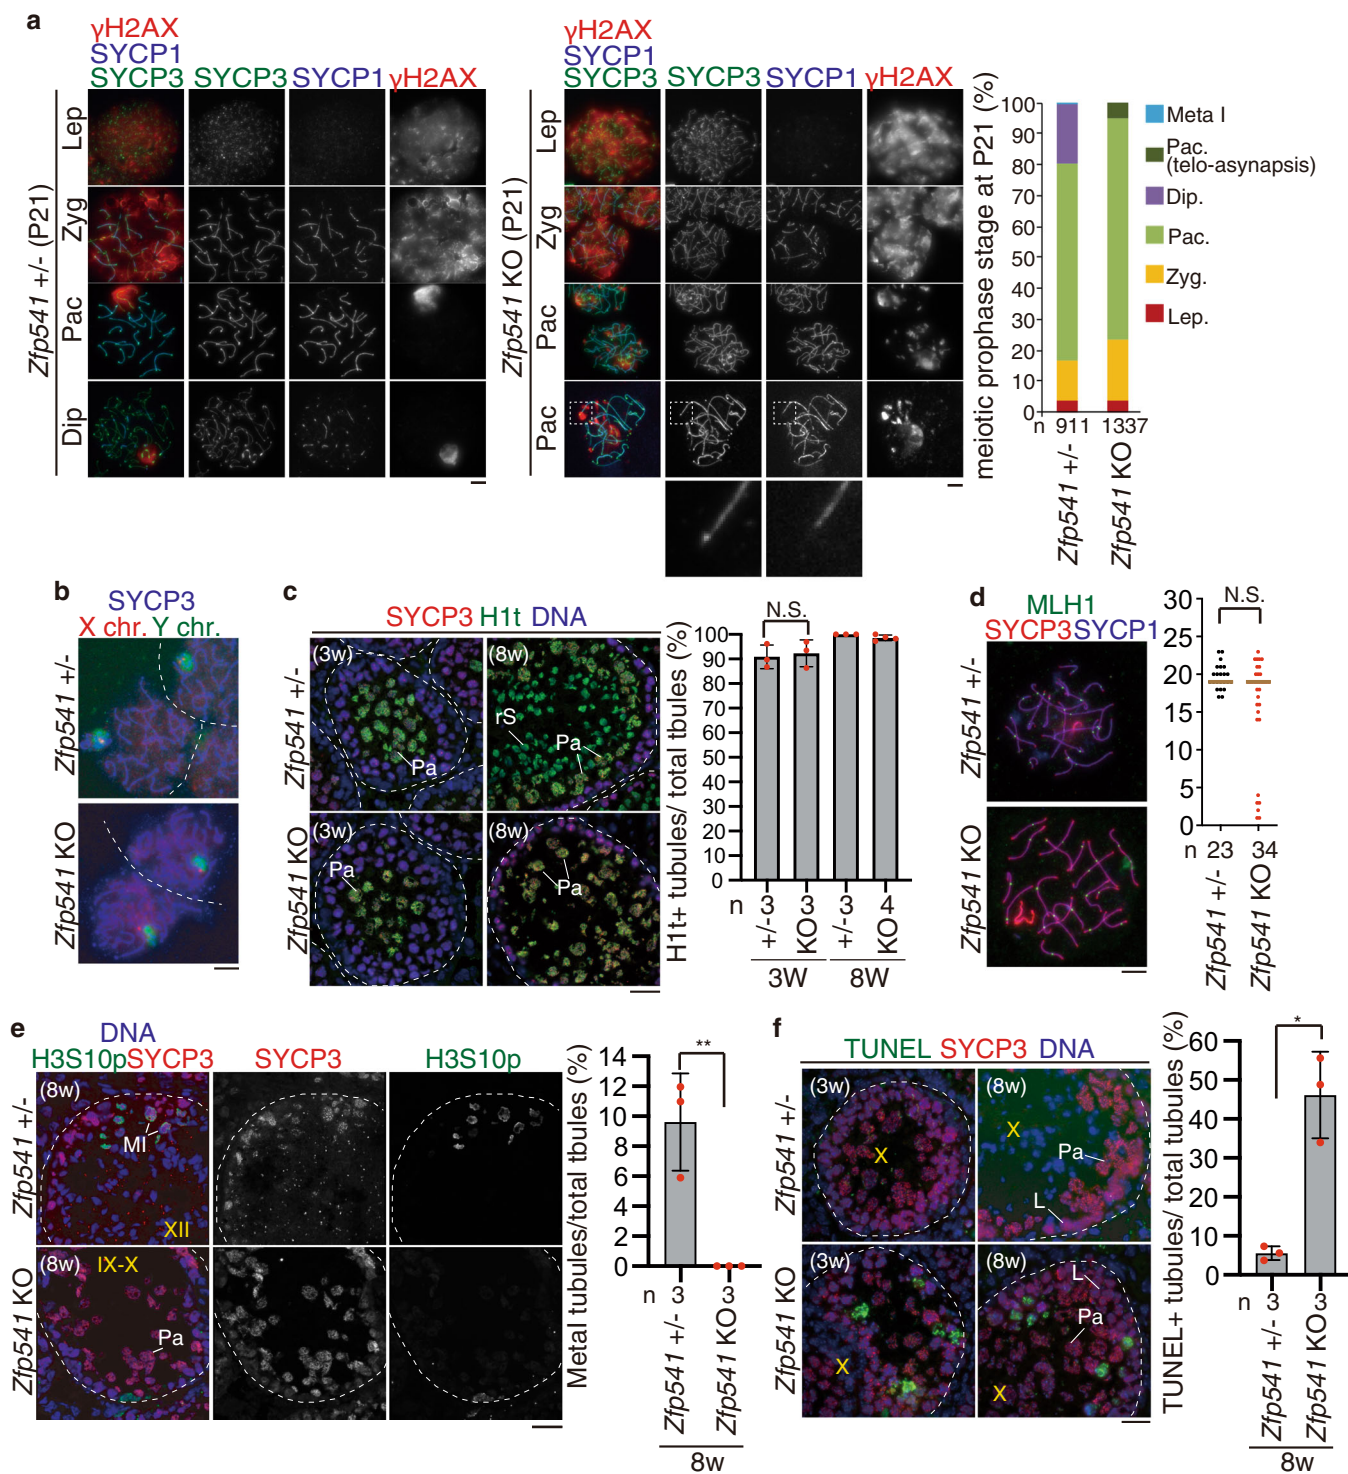 a
γH2AX
SYCP1
SYCP3 SYCP3 SYCP1 γH2AX
Zfp541 +/- (P21)
Lep
Zyg
Pac
Dip
γH2AX
SYCP1
SYCP3 SYCP3 SYCP1 γH2AX
Zfp541 KO (P21)
Lep
Zyg
Pac
Pac
meiotic prophase stage at P21 (%)
100
90
80
70
60
50
40
30
20
10
0
n 911 1337
Zfp541 +/-
Zfp541 KO
Meta I
Pac.
(telo-asynapsis)
Dip.
Pac.
Zyg.
Lep.
b
SYCP3
X chr. Y chr.
Zfp541 +/-
Zfp541 KO
c
SYCP3 H1t DNA
Zfp541 +/-
(3w)
Pa
(8w)
rS
Pa
Zfp541 KO
(3w)
Pa
(8w)
Pa
H1t+ tubules/ total tbules (%)
N.S.
100
90
80
70
60
50
40
30
20
10
0
n 3 3 3 4
+/- KO +/- KO
3W 8W
d
MLH1
SYCP3 SYCP1
Zfp541 +/-
Zfp541 KO
N.S.
30
25
20
15
10
5
0
n 23 34
Zfp541 +/-
Zfp541 KO
e
DNA
H3S10p SYCP3 SYCP3 H3S10p
Zfp541 +/-
(8w)
MI
XII
Zfp541 KO
(8w)
IX-X
Pa
Metal tubules/total tbules (%)
**
14
12
10
8
6
4
2
0
n 3 3
Zfp541 +/-
Zfp541 KO
8w
f
TUNEL SYCP3 DNA
Zfp541 +/-
(3w)
X
(8w)
X
Pa
L
Zfp541 KO
(3w)
X
(8w)
L
Pa
X
TUNEL+ tubules/ total tubules (%)
*
60
50
40
30
20
10
0
n 3 3
Zfp541 +/-
Zfp541 KO
8w